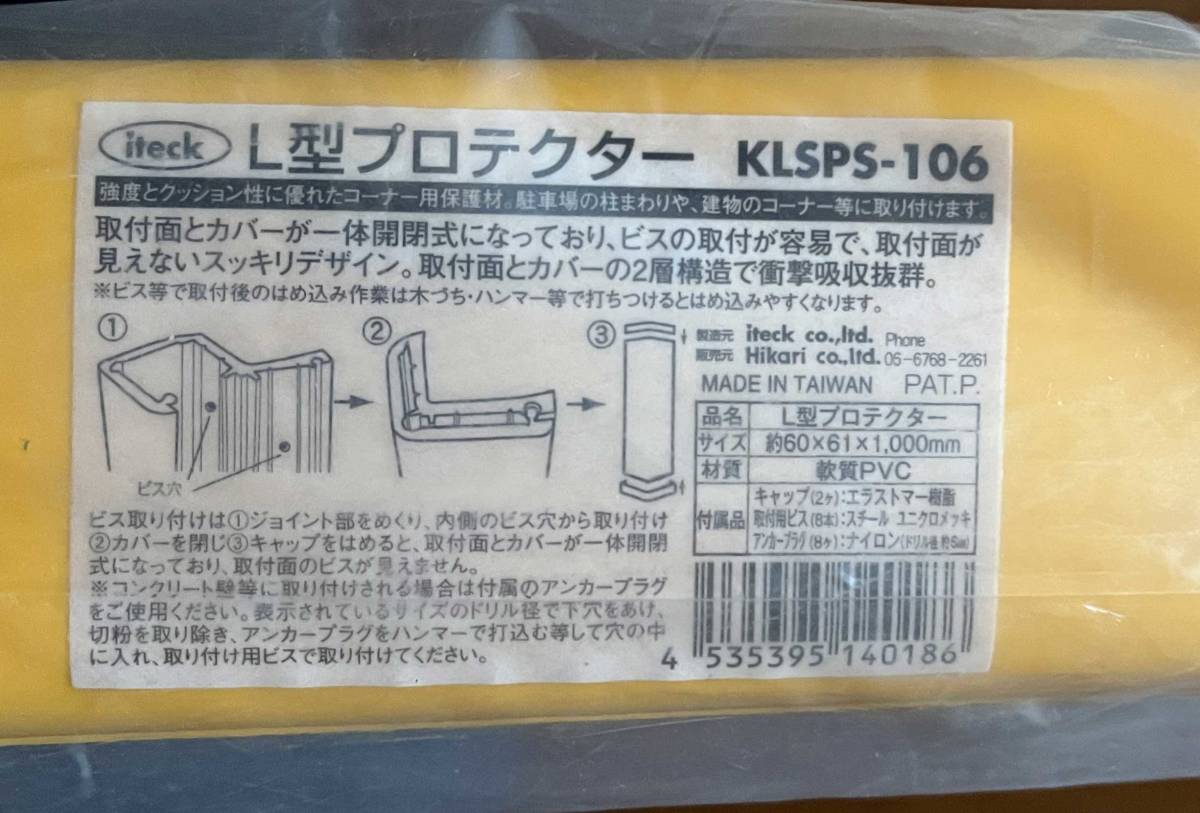 iteck L型プロテクター KLSPS-106
強度とクッション性に優れたコーナー用保護材。駐車場の柱まわりや、建物のコーナー等に取り付けます。
取付面とカバーが一体開閉式になっており、ビスの取付が容易で、取付面が
見えないスッキリデザイン。取付面とカバーの2層構造で衝撃吸収抜群。
※ビス等で取付後のはめ込み作業は木づち・ハンマー等で打ちつけるとはめ込みやすくなります。
① ② ③
ビス穴
製造元 iteck co.,ltd. Phone
販売元 Hikari co.,ltd. 06-6768-2261
MADE IN TAIWAN PAT.P.
品名 L型プロテクター
サイズ 約60×61×1,000mm
材質 軟質PVC
付属品 キャップ(2ヶ):エラストマー樹脂
取付用ビス(8本):スチール ユニクロメッキ
アンカープラグ(8ヶ):ナイロン(ドリル径 約6mm)
ビス取り付けは①ジョイント部をめくり、内側のビス穴から取り付け
②カバーを閉じ③キャップをはめると、取付面とカバーが一体開閉
式になっており、取付面のビスが見えません。
※コンクリート壁等に取り付けされる場合は付属のアンカープラグ
をご使用ください。表示されているサイズのドリル径で下穴をあけ、
切粉を取り除き、アンカープラグをハンマーで打込む等して穴の中
に入れ、取り付け用ビスで取り付けてください。
4 535395 140186